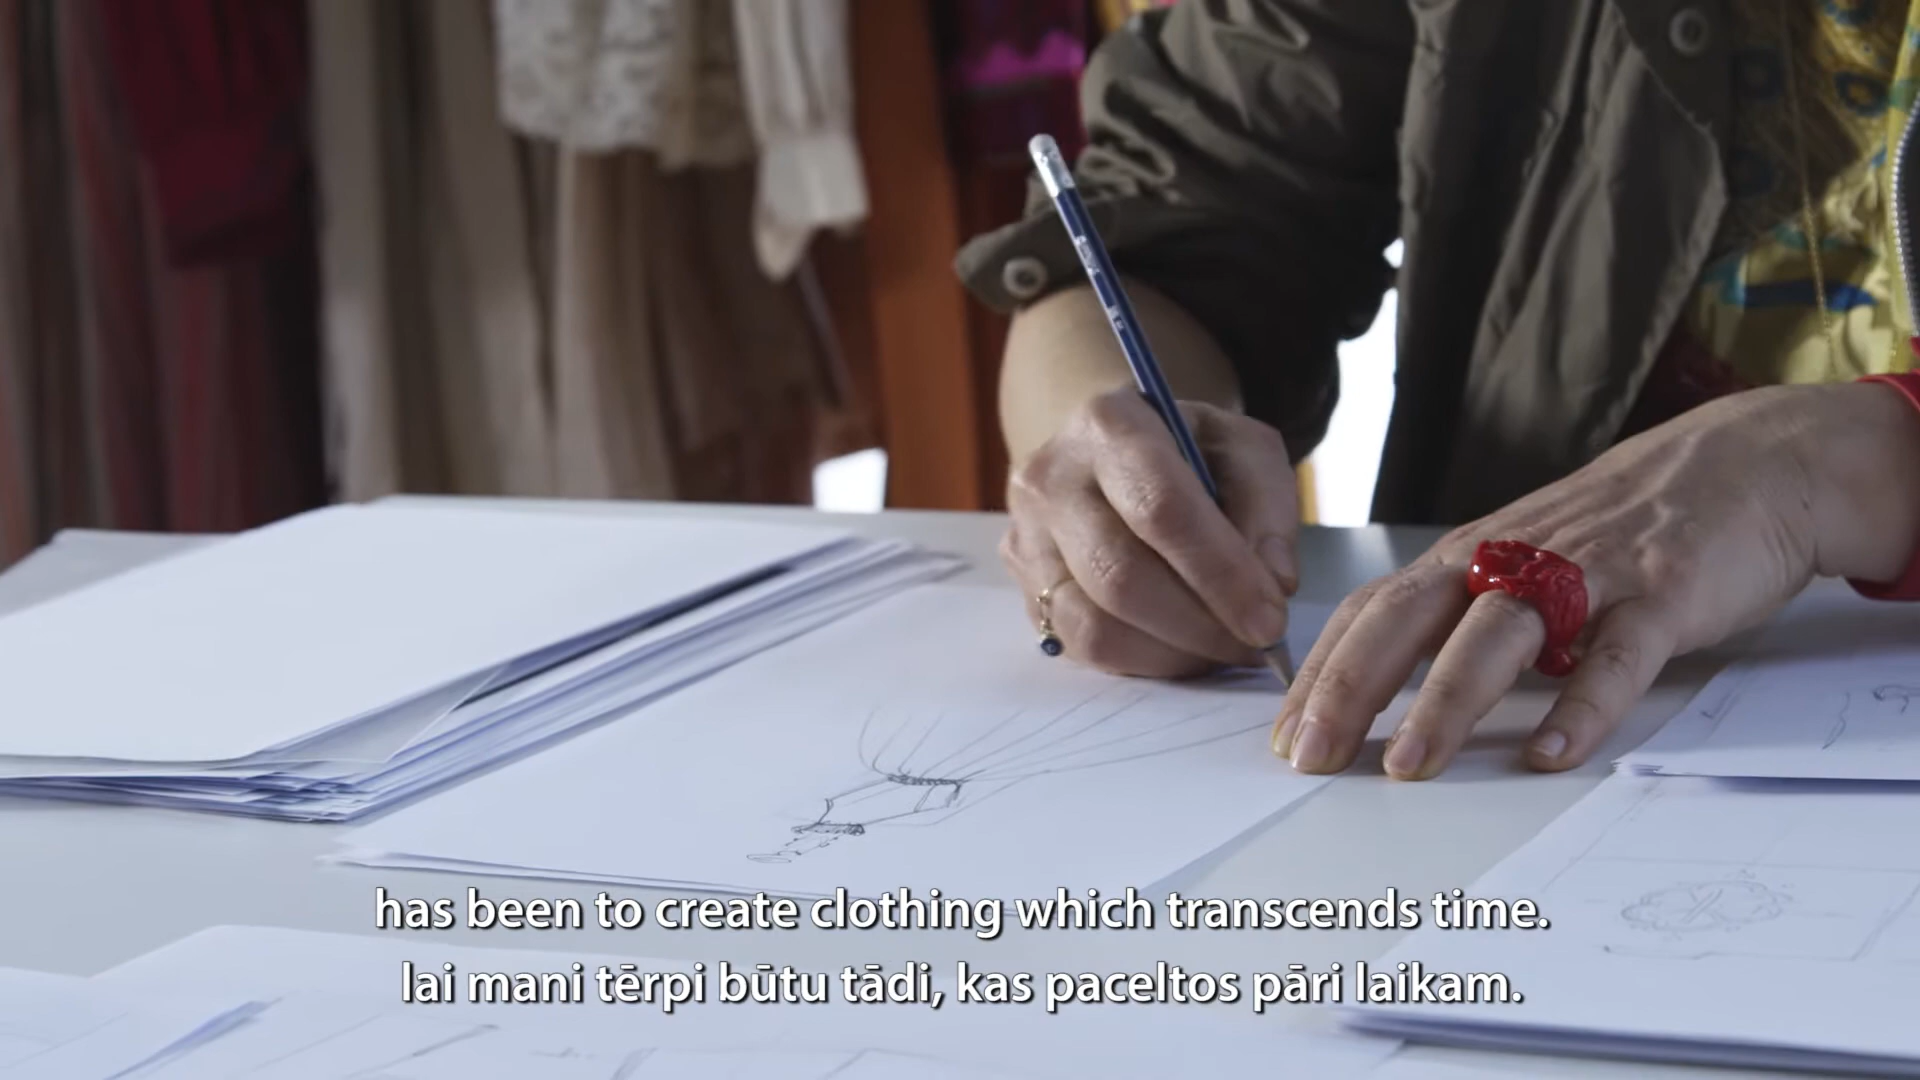 has been to create clothing which transcends time.
lai mani tērpi būtu tādi, kas paceltos pāri laikam.